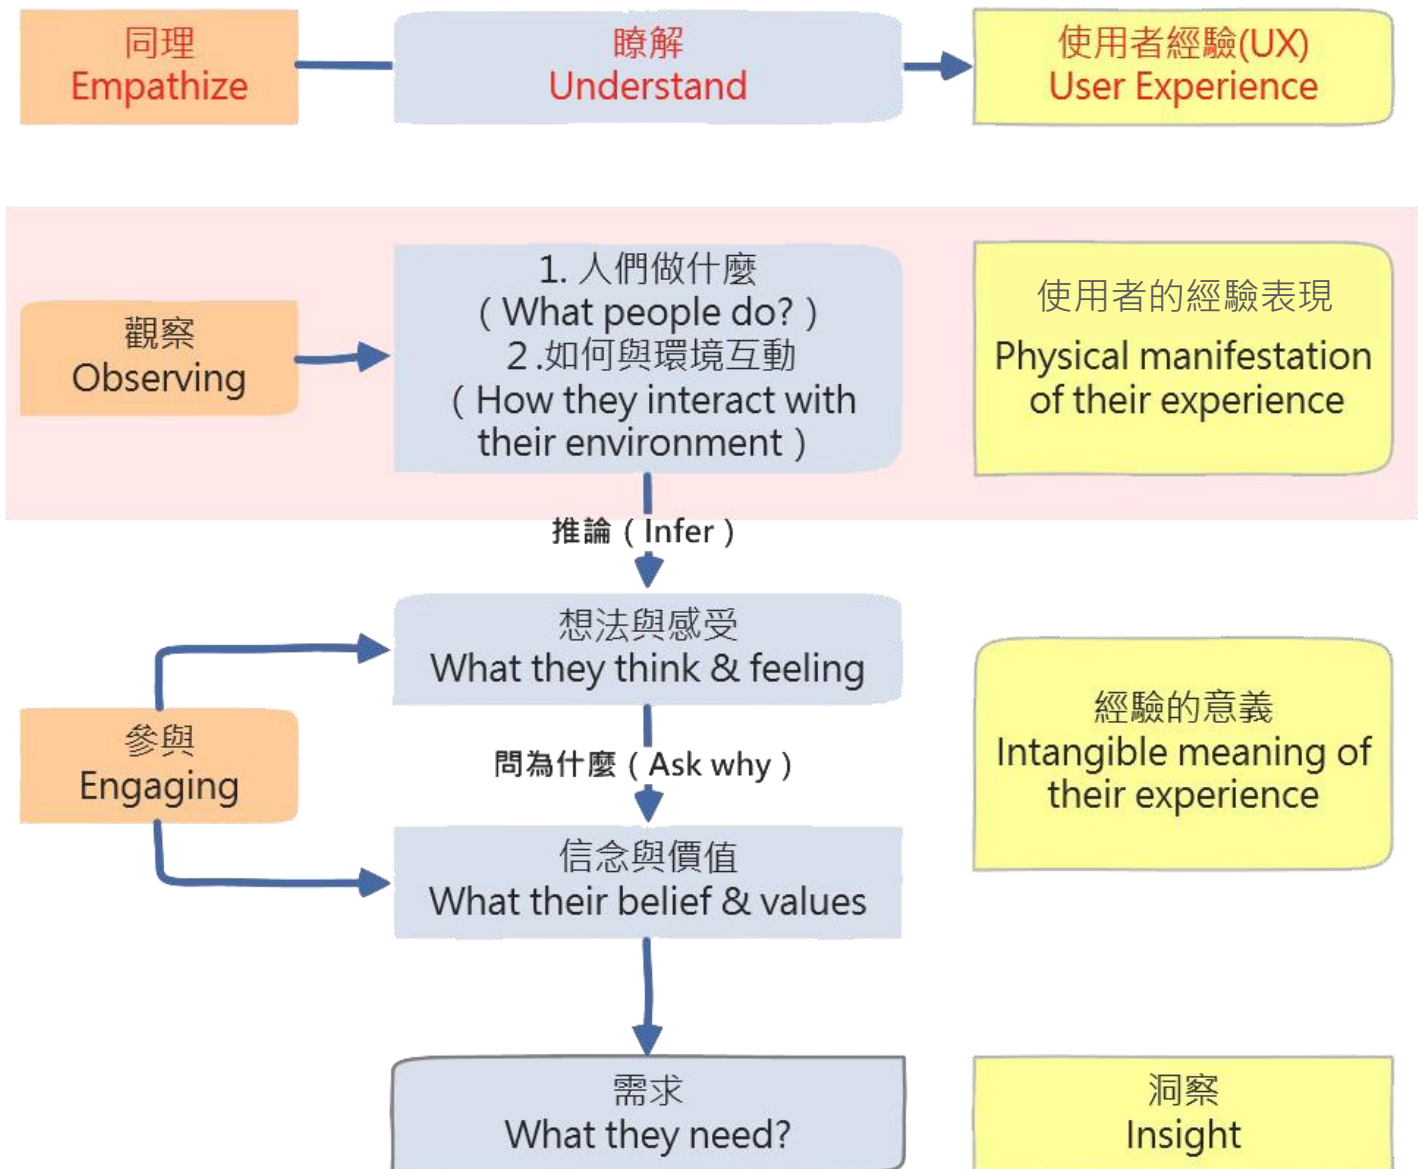 同理
Empathize
瞭解
Understand
使用者經驗(UX)
User Experience
觀察
Observing
1. 人們做什麼
( What people do? )
2 .如何與環境互動
( How they interact with
their environment )
使用者的經驗表現
Physical manifestation
of their experience
推論 ( Infer )
想法與感受
What they think & feeling
參與
Engaging
問為什麼 ( Ask why )
經驗的意義
Intangible meaning of
their experience
信念與價值
What their belief & values
需求
What they need?
洞察
Insight